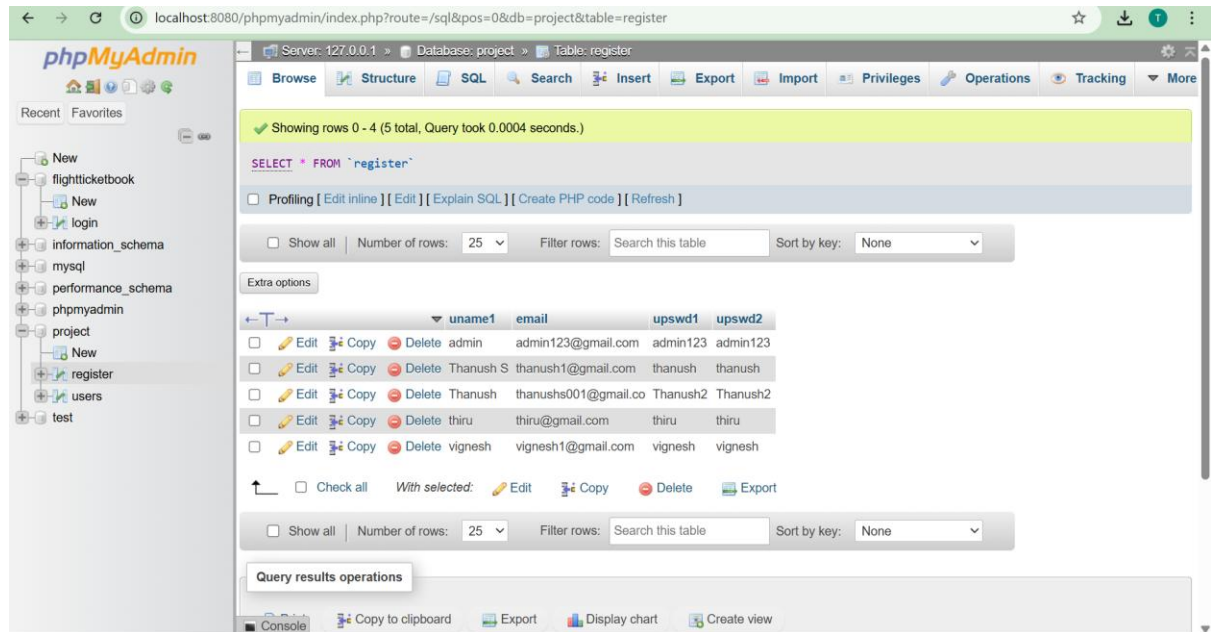 localhost:8080/phpmyadmin/index.php?route=/sql&pos=0&db=project&table=register
T
phpMyAdmin
Recent Favorites
New
flightticketbook
New
login
information_schema
mysql
performance_schema
phpmyadmin
project
New
register
users
test
Server: 127.0.0.1 » Database: project » Table: register
Browse Structure SQL Search Insert Export Import Privileges Operations Tracking More
Showing rows 0 - 4 (5 total, Query took 0.0004 seconds.)
SELECT * FROM `register`
Profiling [ Edit inline ] [ Edit ] [ Explain SQL ] [ Create PHP code ] [ Refresh ]
Show all | Number of rows: 25 Filter rows: Search this table Sort by key: None
Extra options
←T→ uname1 email upswd1 upswd2
Edit Copy Delete admin admin123@gmail.com admin123 admin123
Edit Copy Delete Thanush S thanush1@gmail.com thanush thanush
Edit Copy Delete Thanush thanushs001@gmail.co Thanush2 Thanush2
Edit Copy Delete thiru thiru@gmail.com thiru thiru
Edit Copy Delete vignesh vignesh1@gmail.com vignesh vignesh
Check all With selected: Edit Copy Delete Export
Show all | Number of rows: 25 Filter rows: Search this table Sort by key: None
Query results operations
Copy to clipboard Export Display chart Create view
Console